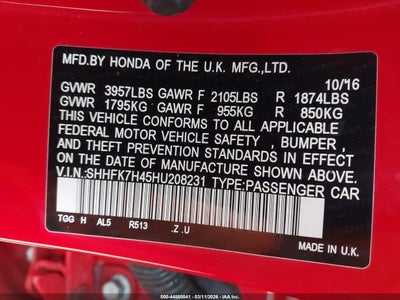 MFD.BY HONDA OF THE U.K. MFG.,LTD.
10/16
GVWR 3957LBS GAWR F 2105LBS R 1874LBS
GVWR 1795KG GAWR F 955KG R 850KG
THIS VEHICLE CONFORMS TO ALL APPLICABLE
FEDERAL MOTOR VEHICLE SAFETY , BUMPER ,
AND THEFT PREVENTION STANDARDS IN EFFECT
ON THE DATE OF MANUFACTURE SHOWN ABOVE.
V.I.N.:SHHFK7H45HU208231 TYPE:PASSENGER CAR
TGG H AL5 R513 .Z .U
MADE IN U.K.
000-44580841 - 03/11/2026 - IAA Inc.